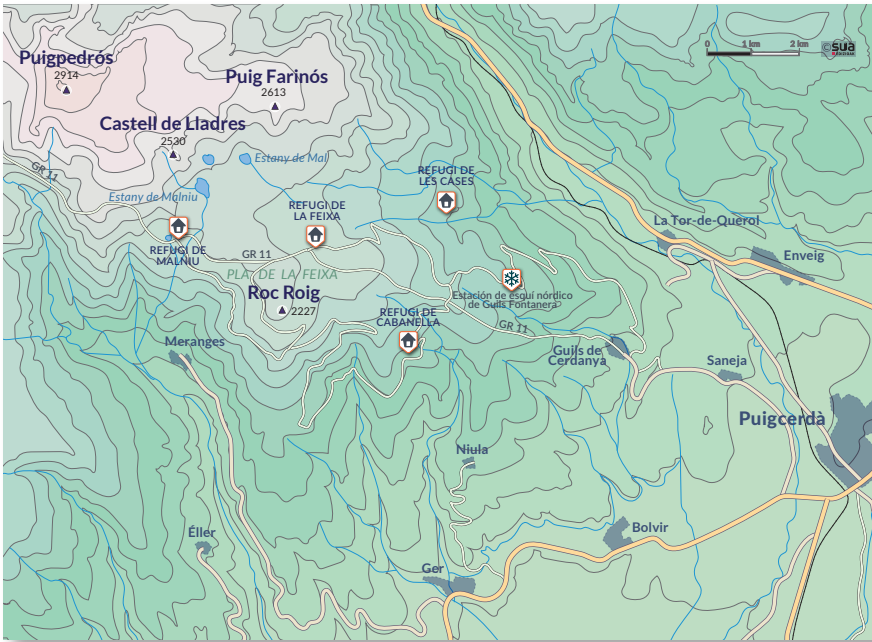 0 1 km 2 km
©sua
EDIZIOAK
Puigpedrós
2914
Puig Farinós
2613
Castell de Lladres
2530
GR 11
Estany de Mal
Estany de Malniu
REFUGI DE
LES CASES
REFUGI DE
LA FEIXA
La Tor-de-Querol
Enveig
REFUGI DE
MALNIU
GR 11
PLA DE LA FEIXA
Roc Roig
2227
Estación de esquí nórdico
de Guils Fontanera
REFUGI DE
CABANELLA
GR 11
Meranges
Guils de
Cerdanya
Saneja
Puigcerdà
Niula
Éller
Bolvir
Ger